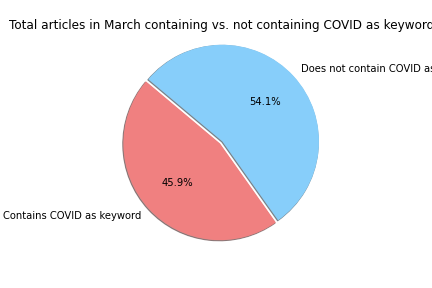 Total articles in March containing vs. not containing COVID as keyword
Does not contain COVID as
54.1%
45.9%
Contains COVID as keyword